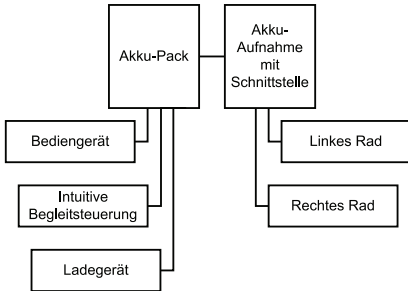 Akku-Pack
Akku-
Aufnahme
mit
Schnittstelle
Bediengerät
Linkes Rad
Intuitive
Begleitsteuerung
Rechtes Rad
Ladegerät